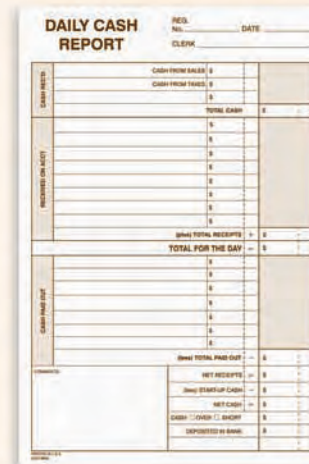 DAILY CASH
REPORT
REG.
No. DATE
CLERK
CASH REC'D
CASH FROM SALES $
CASH FROM TAXES $
$
TOTAL CASH $
RECEIVED ON ACCT
$
$
$
$
$
$
$
$
(plus) TOTAL RECEIPTS + $
TOTAL FOR THE DAY = $
CASH PAID OUT
$
$
$
$
$
$
$
(less) TOTAL PAID OUT – $
COMMENTS:
NET RECEIPTS = $
(less) START-UP CASH – $
NET CASH = $
CASH OVER SHORT $
DEPOSITED IN BANK $